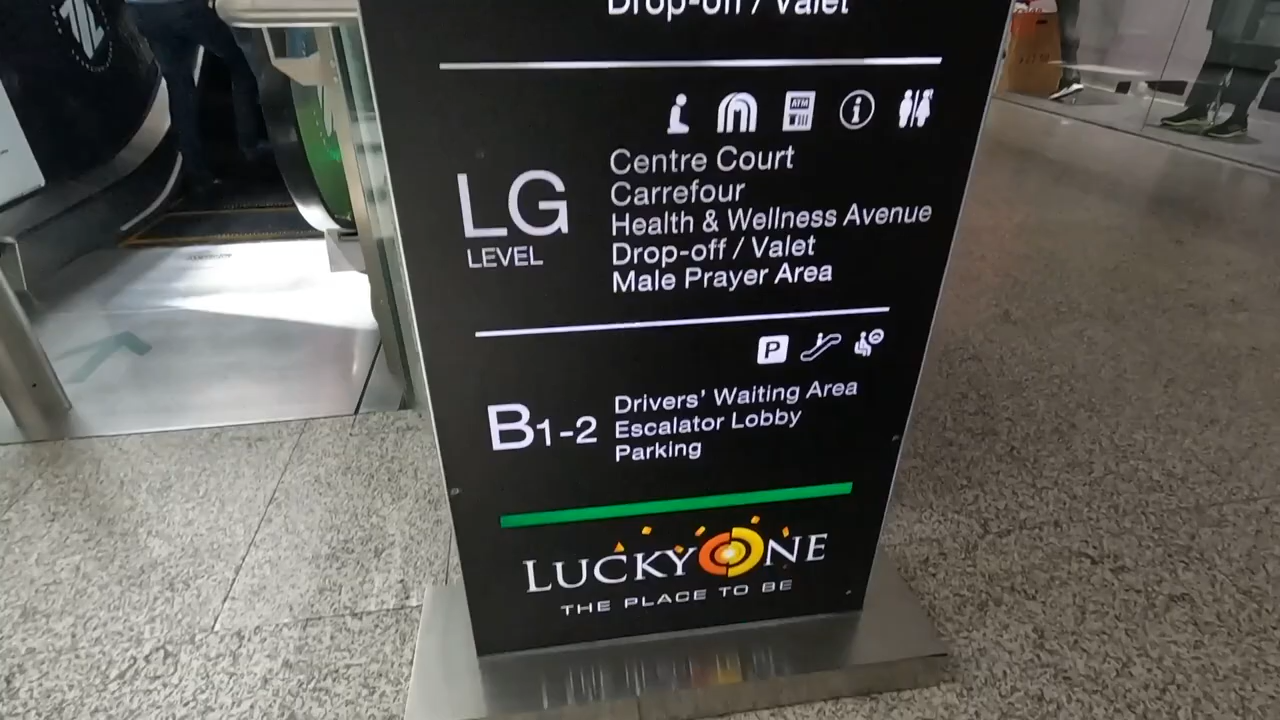 Drop-off / Valet
ATM
LG
LEVEL
Centre Court
Carrefour
Health & Wellness Avenue
Drop-off / Valet
Male Prayer Area
P
B1-2
Drivers' Waiting Area
Escalator Lobby
Parking
LUCKYONE
THE PLACE TO BE